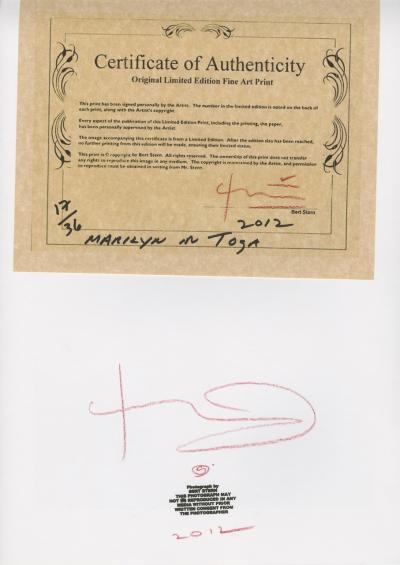 Certificate of Authenticity
Original Limited Edition Fine Art Print
This print has been signed personally by the Artist. The number in the limited edition is noted on the back of
each print, along with the Artist's copyright.
Every aspect of the publication of this Limited Edition Print, including the printing, the paper,
has been personally supervised by the Artist.
The image accompanying this certificate is from a Limited Edition. After the edition size has been reached,
no further printing from this edition will be made, ensuring their limited status.
This print is © copyright by Bert Stern. All rights reserved. The ownership of this print does not transfer
any rights to reproduce this image in any medium. The copyright is maintained by the Artist, and permission
to reproduce must be obtained in writing from Mr. Stern.
Bert Stern
17/36
2012
MARILYN IN TOGA
Photograph by
BERT STERN
THIS PHOTOGRAPH MAY
NOT BE REPRODUCED IN ANY
MEDIA WITHOUT PRIOR
WRITTEN CONSENT FROM
THE PHOTOGRAPHER
2012